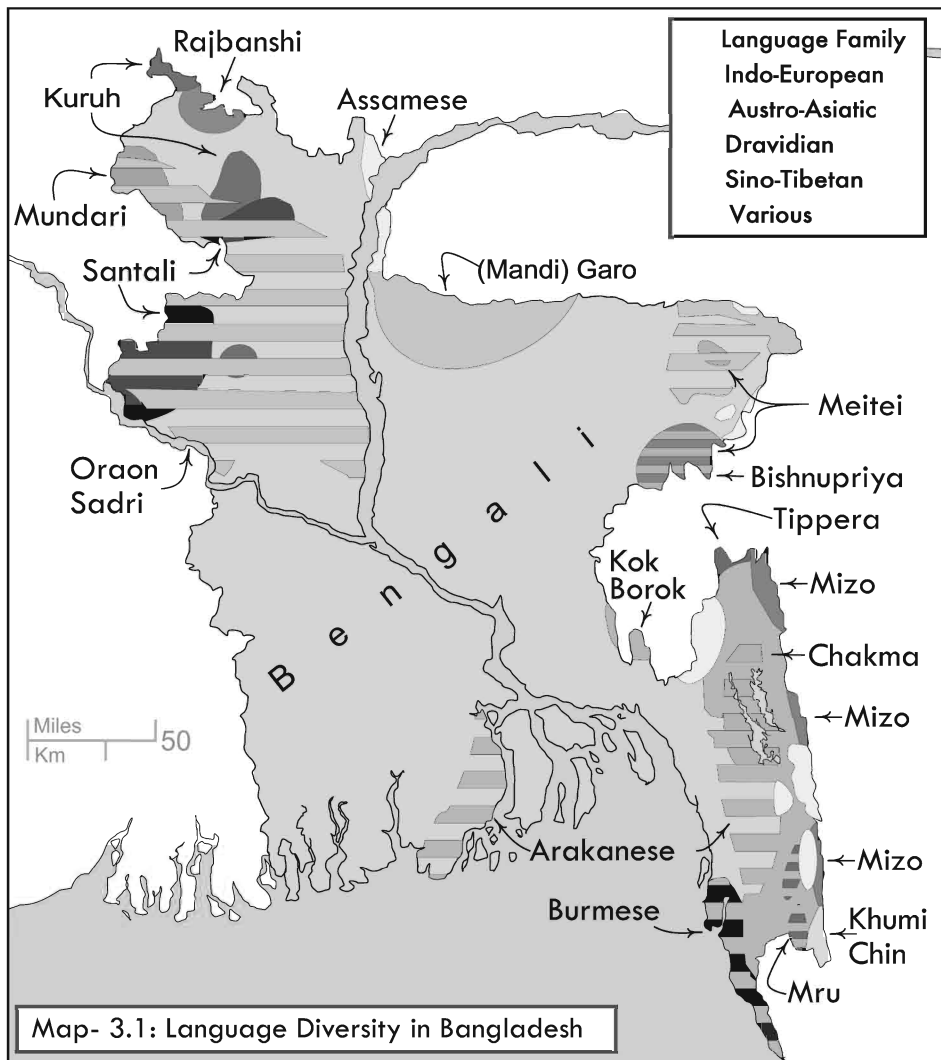 Rajbanshi
Kuruh
Assamese
Mundari
Santali
(Mandi) Garo
Language Family
Indo-European
Austro-Asiatic
Dravidian
Sino-Tibetan
Various
Meitei
Bishnupriya
Oraon
Sadri
Tippera
Kok
Borok
Mizo
Bengali
Chakma
Miles
Km
50
Mizo
Arakanese
Mizo
Burmese
Khumi
Chin
Mru
Map- 3.1: Language Diversity in Bangladesh